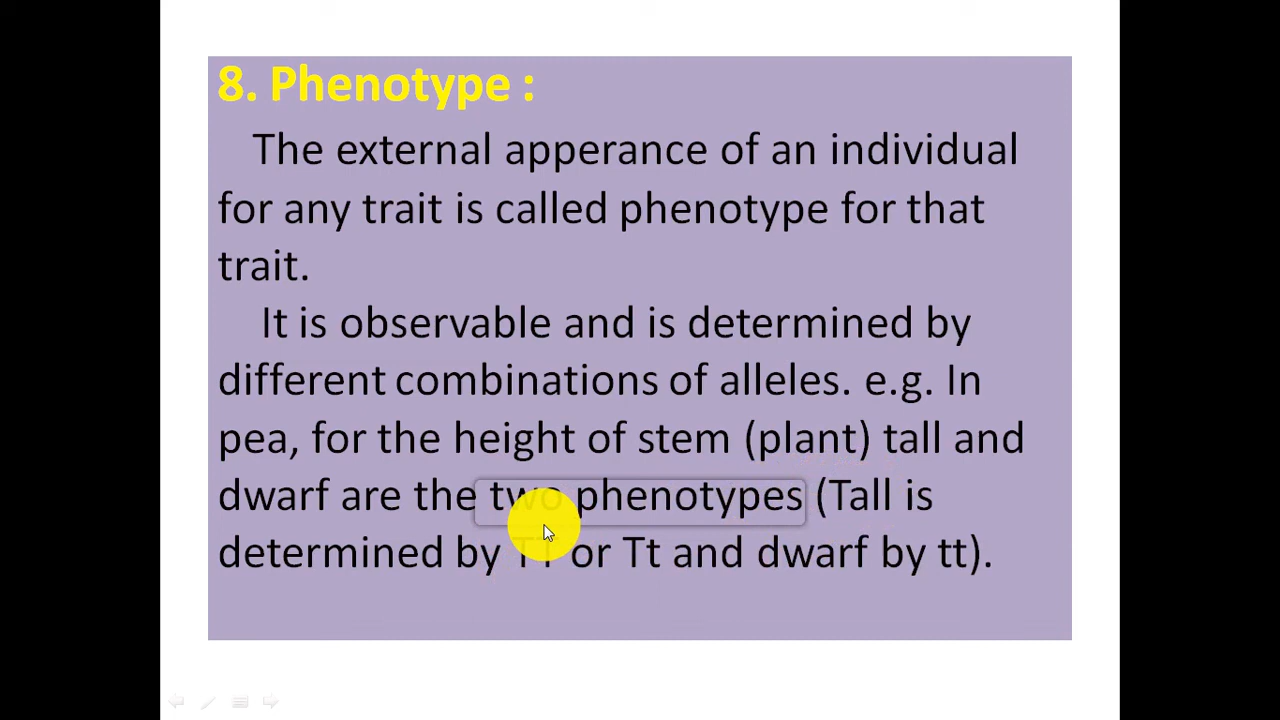 8. Phenotype :
The external apperance of an individual
for any trait is called phenotype for that
trait.
It is observable and is determined by
different combinations of alleles. e.g. In
pea, for the height of stem (plant) tall and
dwarf are the two phenotypes (Tall is
determined by TT or Tt and dwarf by tt).